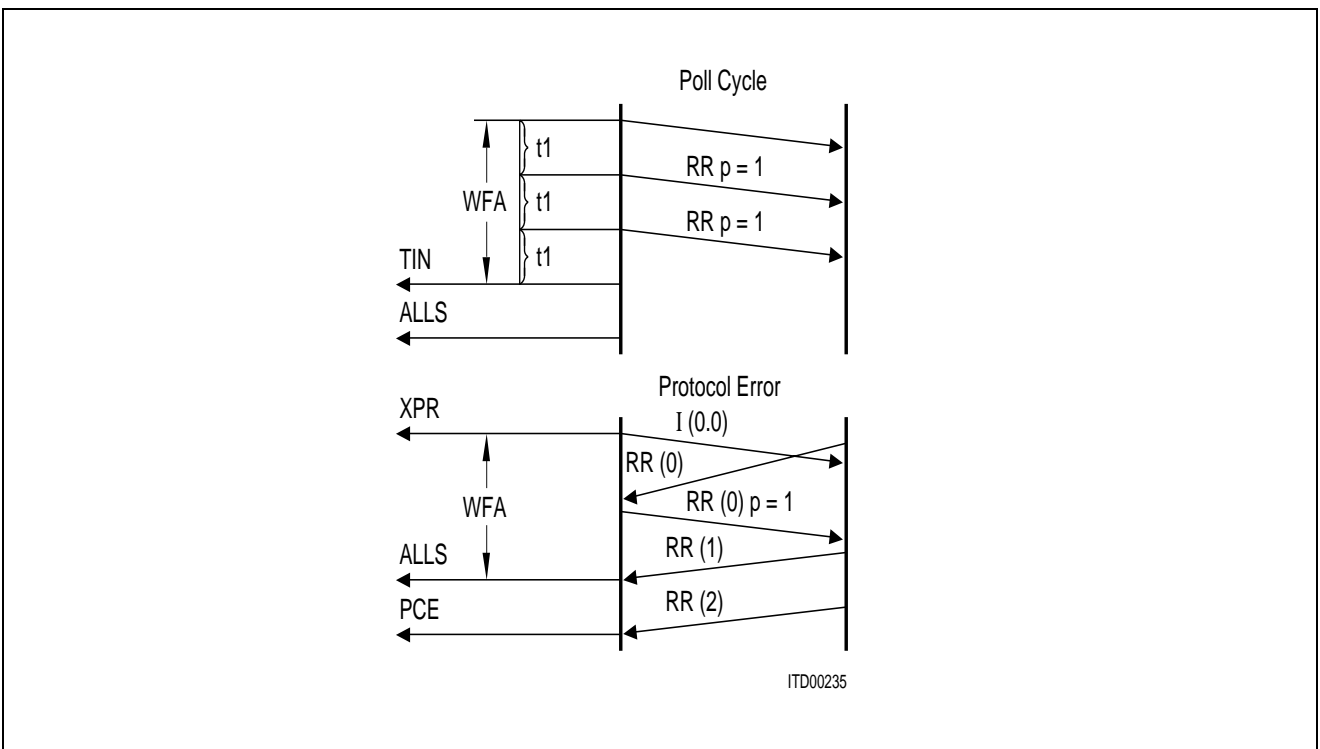 Poll Cycle
t1
RR p = 1
WFA
t1
RR p = 1
TIN
t1
ALLS
Protocol Error
XPR
I (0.0)
RR (0)
WFA
RR (0) p = 1
ALLS
RR (1)
PCE
RR (2)
ITD00235